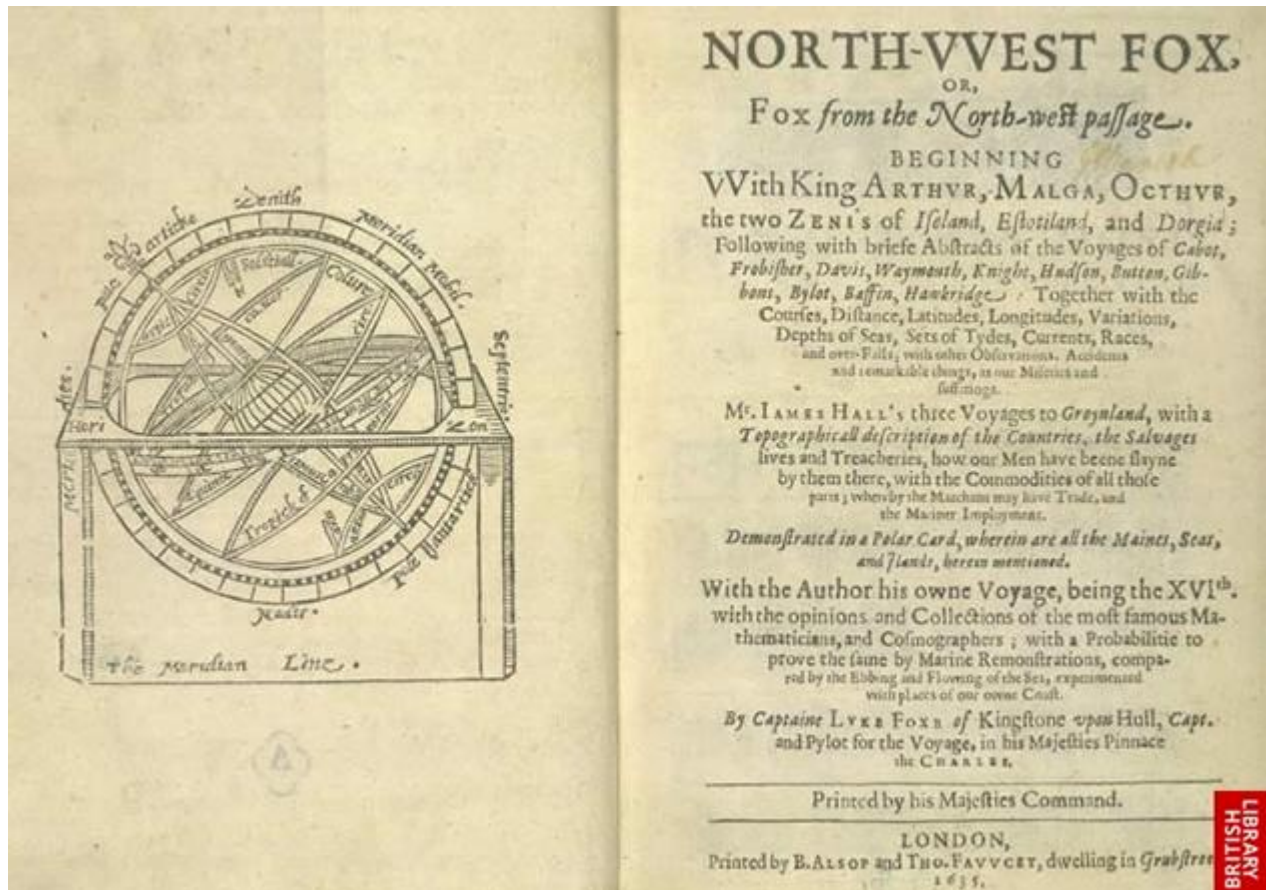 Zenith
Meridian Mobil.
Pole articke
Septentrio
Colure
Hori
zon
Tropick
Pole Antartick
Nadir.
The Meridian Line.
NORTH-VVEST FOX,
OR,
Fox from the North-west paſſage.
BEGINNING
VVith King ARTHVR, MALGA, OCTHVR,
the two ZENI'S of Iſeland, Eſtotiland, and Dorgia;
Following with briefe Abſtracts of the Voyages of Cabot,
Frobiſher, Davis, Waymouth, Knight, Hudſon, Button, Gib-
bons, Bylot, Baffin, Hawkridge: Together with the
Courſes, Diſtance, Latitudes, Longitudes, Variations,
Depths of Seas, Sets of Tydes, Currents, Races,
and over-Falls; with other Obſervations, Accidents
and remarkable things, as our Miſeries and
ſufferings.
Mr. IAMES HALL's three Voyages to Groynland, with a
Topographicall deſcription of the Countries, the Salvages
lives and Treacheries, how our Men have beene ſlayne
by them there, with the Commodities of all thoſe
parts; whereby the Marchant may have Trade, and
the Mariner Imployment.
Demonſtrated in a Polar Card, wherein are all the Maines, Seas,
and Ilands, herein mentioned.
With the Author his owne Voyage, being the XVIth.
with the opinions and Collections of the moſt famous Ma-
thematicians, and Coſmographers; with a Probabilitie to
prove the ſame by Marine Remonſtrations, compa-
red by the Ebbing and Flowing of the Sea, experimented
with places of our owne Coaſt.
By Captaine LVKE FOXE of Kingſtone vpon Hull, Capt.
and Pylot for the Voyage, in his Majeſties Pinnace
the CHARLES.
Printed by his Majeſties Command.
LONDON,
Printed by B. ALSOP and THO. FAVVCET, dwelling in Grubſtreet
1635.
BRITISH
LIBRARY